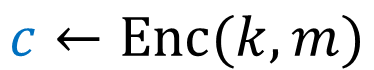 c ← Enc(k, m)